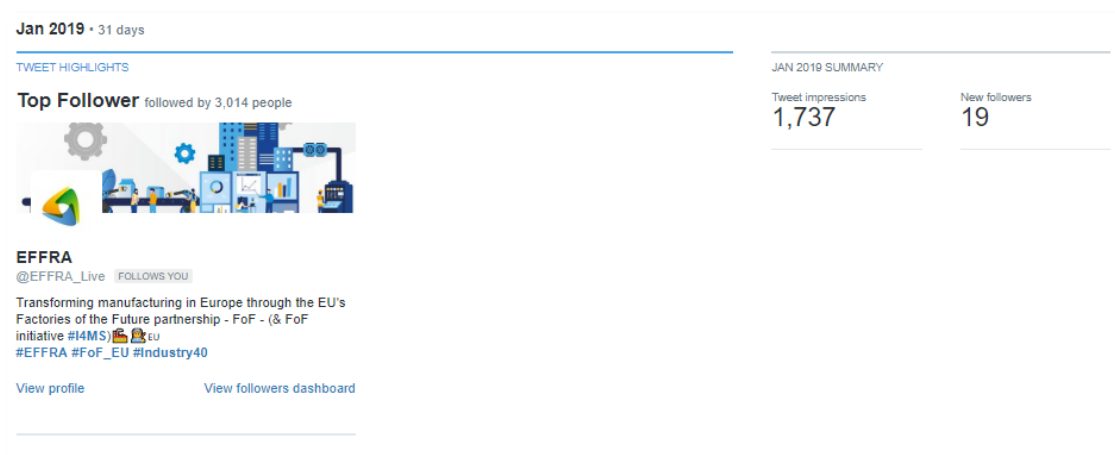 Jan 2019 • 31 days
TWEET HIGHLIGHTS
Top Follower followed by 3,014 people
EFFRA
@EFFRA_Live FOLLOWS YOU
Transforming manufacturing in Europe through the EU's
Factories of the Future partnership - FoF - (& FoF
initiative #I4MS)🏭👩‍🏭EU
#EFFRA #FoF_EU #Industry40
View profile View followers dashboard
JAN 2019 SUMMARY
Tweet impressions New followers
1,737 19